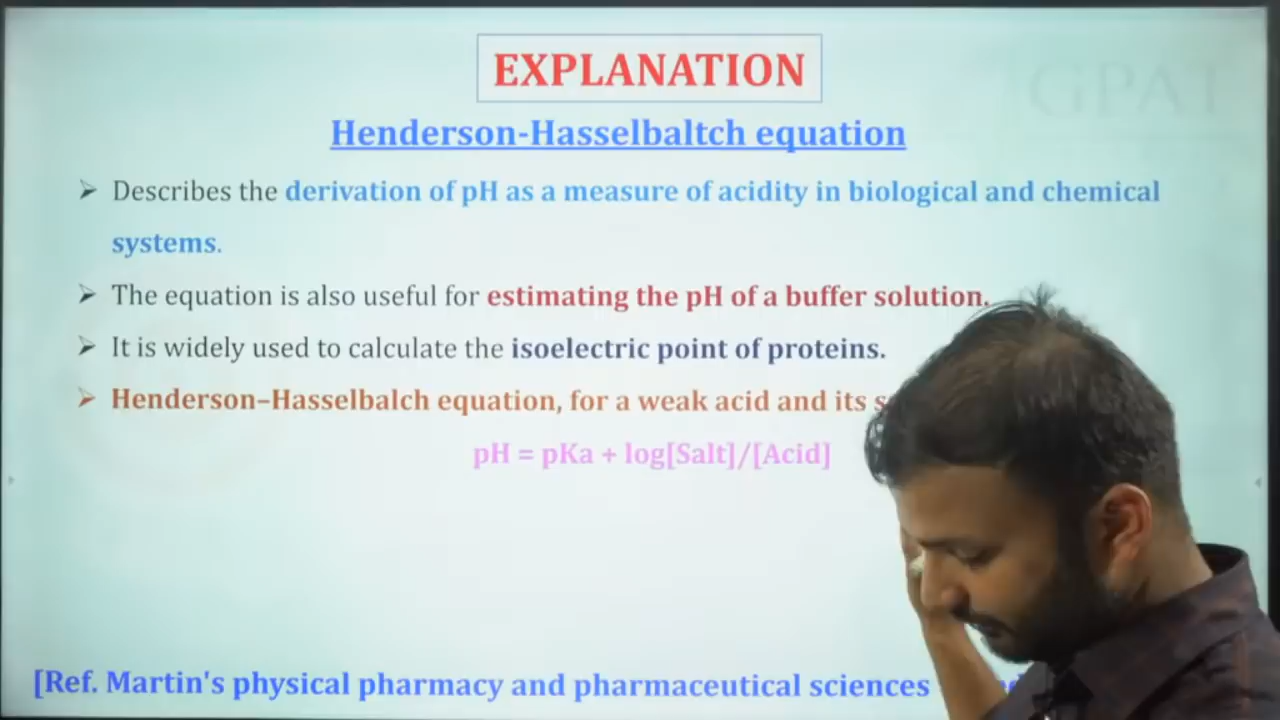 GPAT
EXPLANATION
Henderson-Hasselbaltch equation
➢ Describes the derivation of pH as a measure of acidity in biological and chemical
systems.
➢ The equation is also useful for estimating the pH of a buffer solution.
➢ It is widely used to calculate the isoelectric point of proteins.
➢ Henderson–Hasselbalch equation, for a weak acid and its
pH = pKa + log[Salt]/[Acid]
[Ref. Martin's physical pharmacy and pharmaceutical sciences